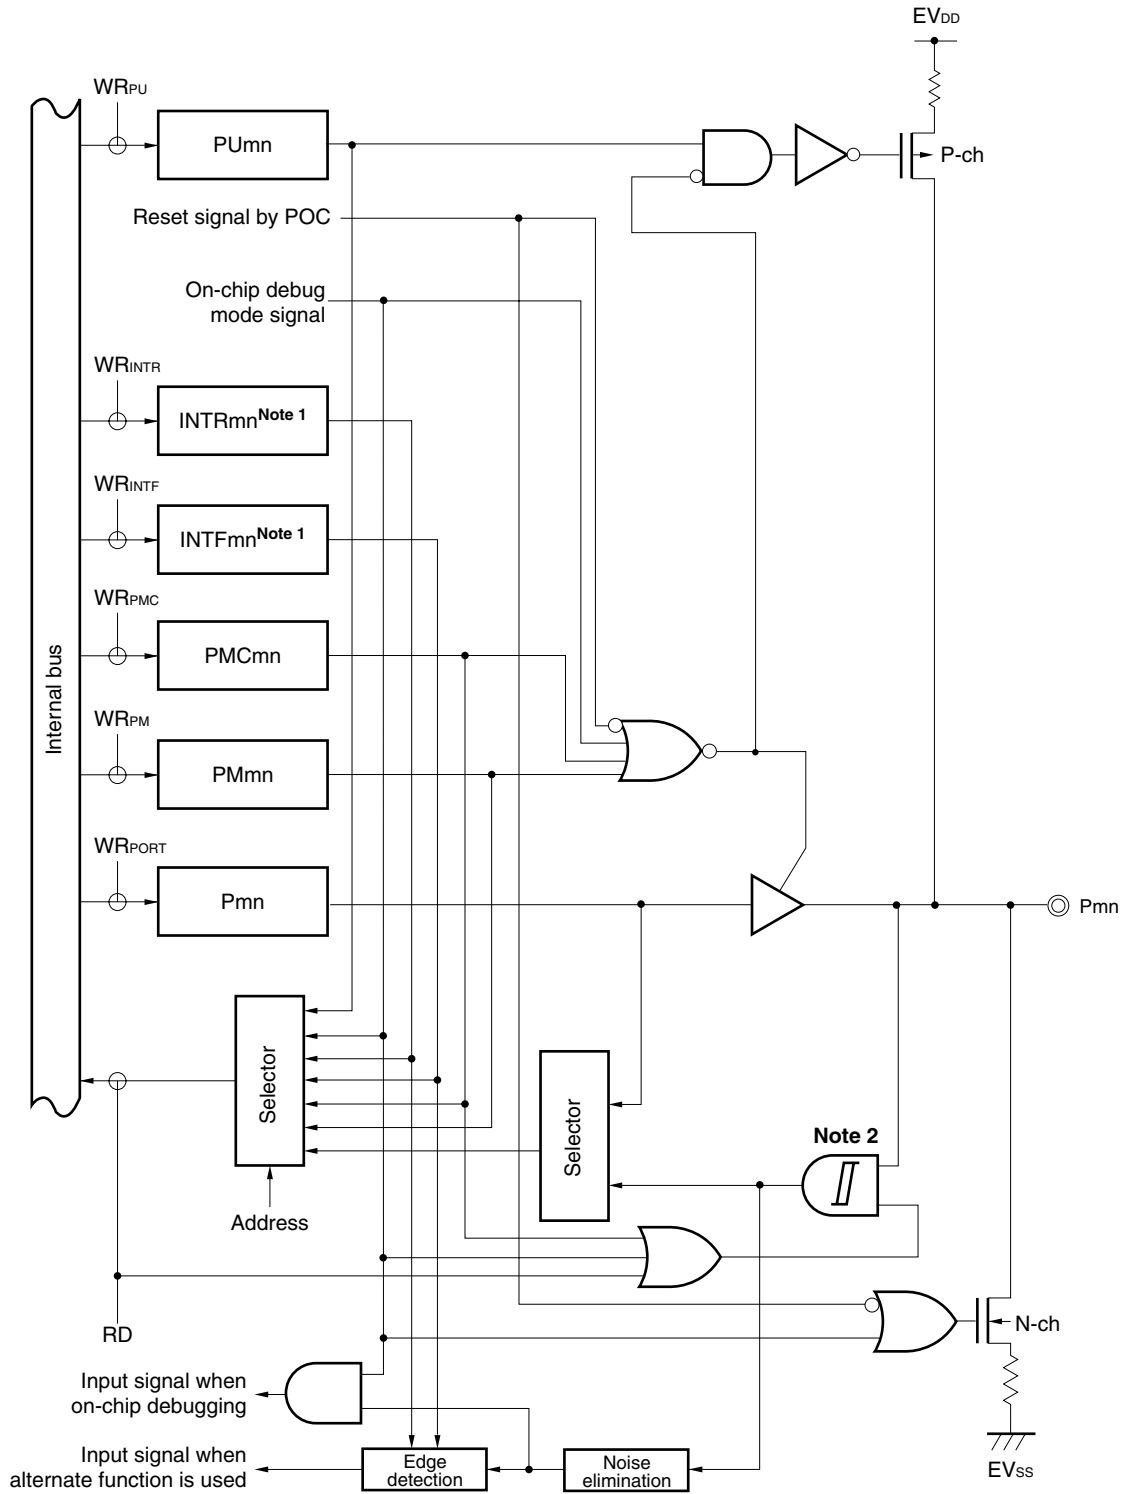 EVDD
WRPU
PUmn
P-ch
Reset signal by POC
On-chip debug
mode signal
WRINTR
INTRmnNote 1
WRINTF
INTFmnNote 1
WRPMC
PMCmn
Internal bus
WRPM
PMmn
WRPORT
Pmn
Pmn
Selector
Selector
Note 2
Address
RD
N-ch
Input signal when
on-chip debugging
Input signal when
alternate function is used
Edge
detection
Noise
elimination
EVSS